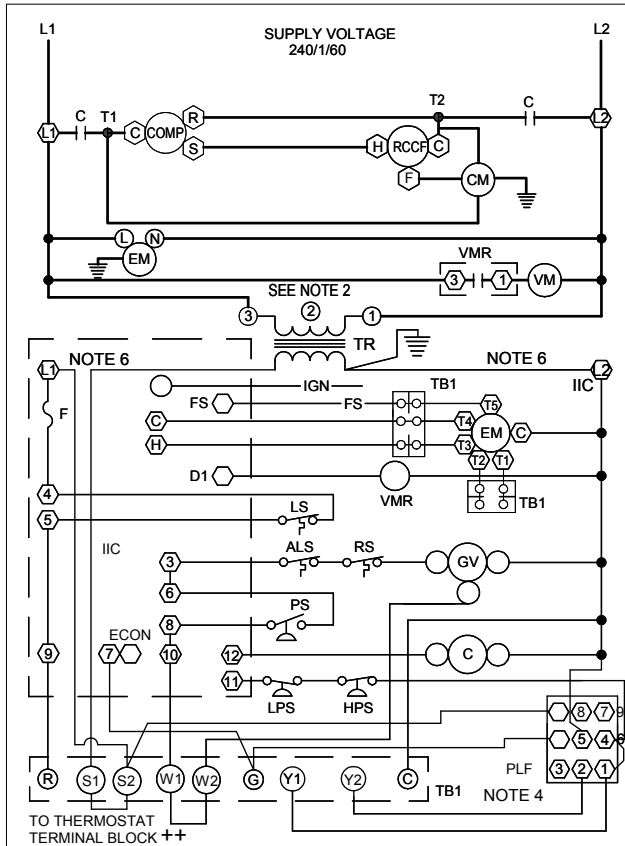 L1 SUPPLY VOLTAGE L2
240/1/60
C T1 R T2 C
L1 C COMP S H RCCF C L2
F CM
L N VMR
EM 3 1 VM
SEE NOTE 2
3 2 1
TR
NOTE 6 NOTE 6
L1 L2
IGN TB1 IIC
F FS FS T5
C T4 EM C
H T3
T2 T1
D1 VMR
4 LS TB1
5
IIC ALS RS
3 GV
6
PS
8
ECON
9 7 10 12 C
11
LPS HPS
8 7 9
5 4 6
PLF 3 2 1
R S1 S2 W1 W2 G Y1 Y2 C
TB1 NOTE 4
TO THERMOSTAT
TERMINAL BLOCK ++